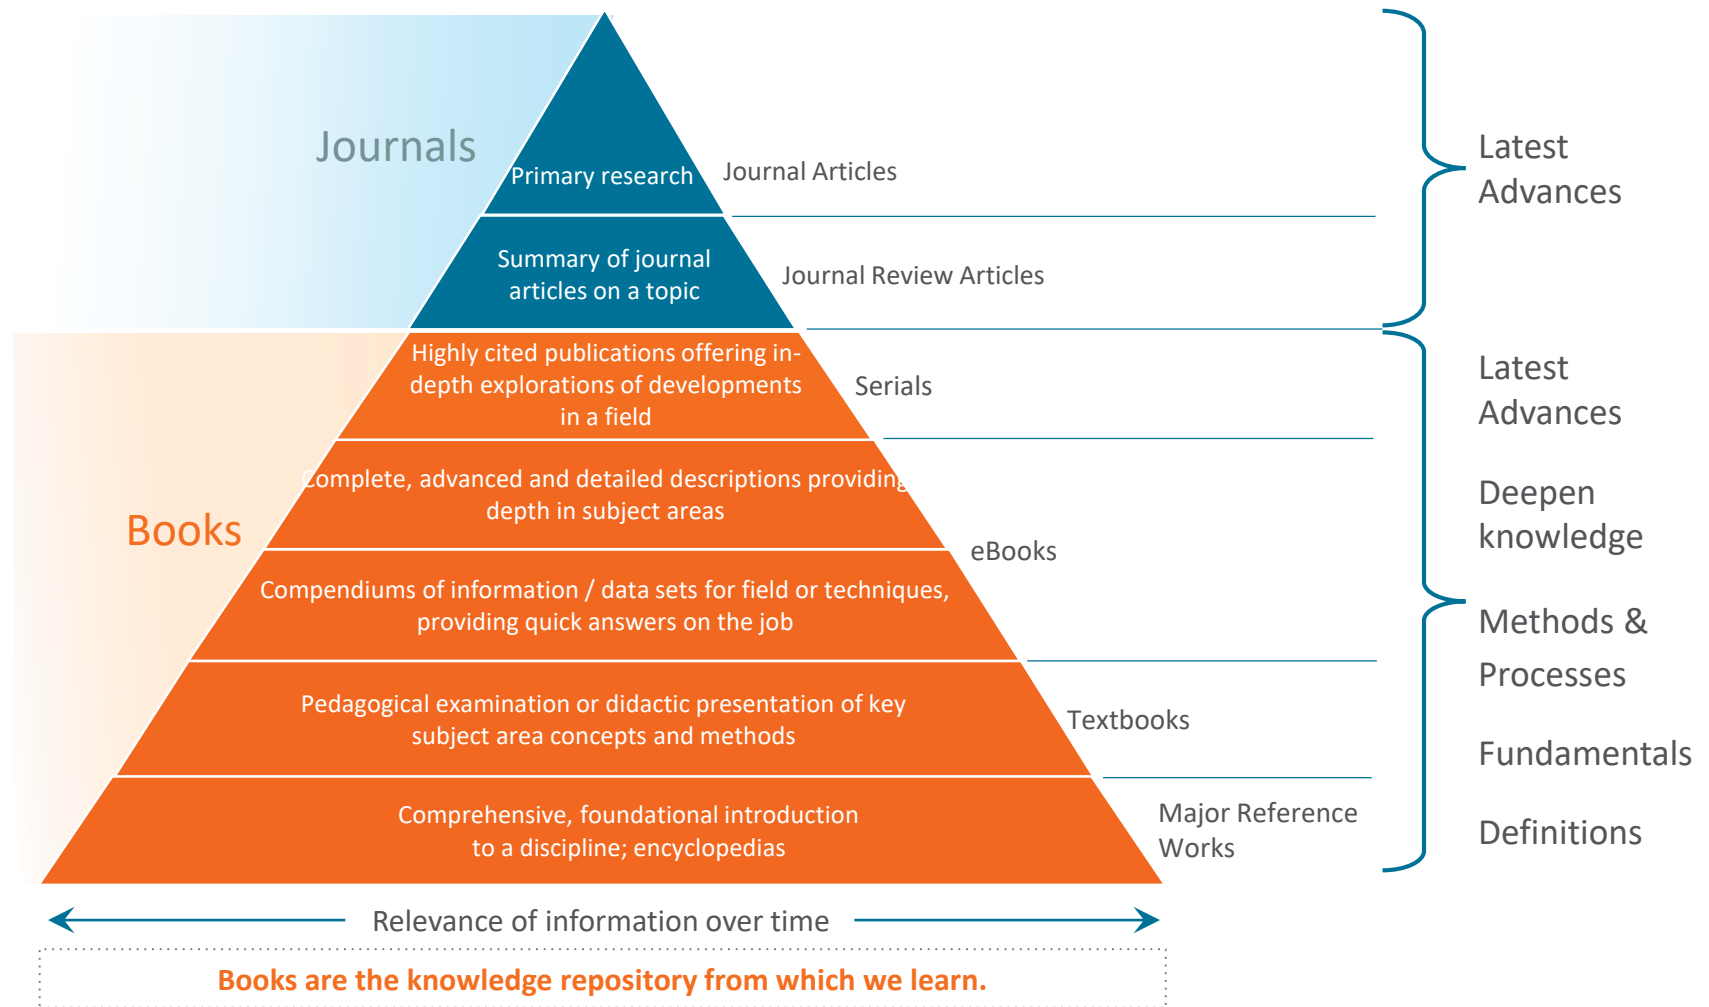 Journals
Primary research
Journal Articles
Latest
Advances
Summary of journal
articles on a topic
Journal Review Articles
Highly cited publications offering in-
depth explorations of developments
in a field
Serials
Latest
Advances
Books
Complete, advanced and detailed descriptions providing
depth in subject areas
Deepen
knowledge
eBooks
Compendiums of information / data sets for field or techniques,
providing quick answers on the job
Methods &
Processes
Pedagogical examination or didactic presentation of key
subject area concepts and methods
Textbooks
Fundamentals
Comprehensive, foundational introduction
to a discipline; encyclopedias
Major Reference
Works
Definitions
Relevance of information over time
Books are the knowledge repository from which we learn.